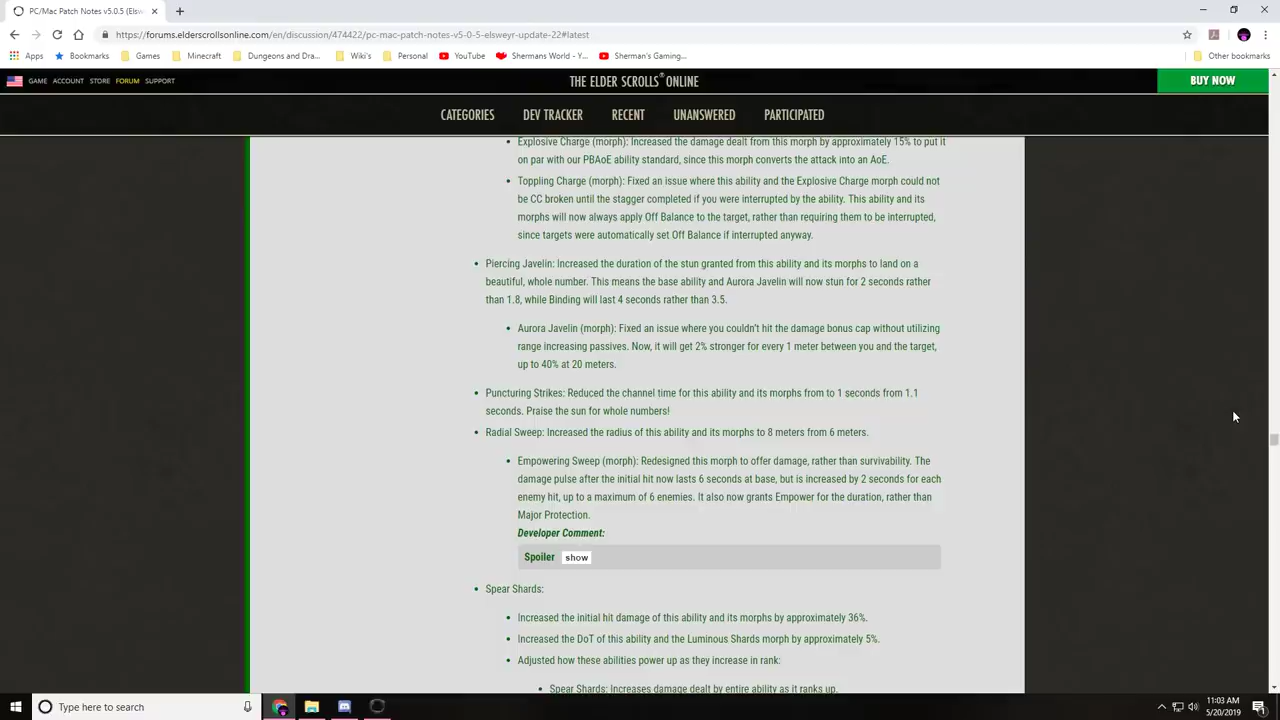 PC/Mac Patch Notes v5.0.5 (Elsw
https://forums.elderscrollsonline.com/en/discussion/474422/pc-mac-patch-notes-v5-0-5-elsweyr-update-22#latest
Apps Bookmarks Games Minecraft Dungeons and Dra... Wiki's Personal YouTube Shermans World - Y... Sherman's Gaming... Other bookmarks
GAME ACCOUNT STORE FORUM SUPPORT THE ELDER SCROLLS® ONLINE BUY NOW
CATEGORIES DEV TRACKER RECENT UNANSWERED PARTICIPATED
• Explosive Charge (morph): Increased the damage dealt from this morph by approximately 15% to put it
on par with our PBAoE ability standard, since this morph converts the attack into an AoE.
• Toppling Charge (morph): Fixed an issue where this ability and the Explosive Charge morph could not
be CC broken until the stagger completed if you were interrupted by the ability. This ability and its
morphs will now always apply Off Balance to the target, rather than requiring them to be interrupted,
since targets were automatically set Off Balance if interrupted anyway.
• Piercing Javelin: Increased the duration of the stun granted from this ability and its morphs to land on a
beautiful, whole number. This means the base ability and Aurora Javelin will now stun for 2 seconds rather
than 1.8, while Binding will last 4 seconds rather than 3.5.
• Aurora Javelin (morph): Fixed an issue where you couldn't hit the damage bonus cap without utilizing
range increasing passives. Now, it will get 2% stronger for every 1 meter between you and the target,
up to 40% at 20 meters.
• Puncturing Strikes: Reduced the channel time for this ability and its morphs from to 1 seconds from 1.1
seconds. Praise the sun for whole numbers!
• Radial Sweep: Increased the radius of this ability and its morphs to 8 meters from 6 meters.
• Empowering Sweep (morph): Redesigned this morph to offer damage, rather than survivability. The
damage pulse after the initial hit now lasts 6 seconds at base, but is increased by 2 seconds for each
enemy hit, up to a maximum of 6 enemies. It also now grants Empower for the duration, rather than
Major Protection.
Developer Comment:
Spoiler show
• Spear Shards:
• Increased the initial hit damage of this ability and its morphs by approximately 36%.
• Increased the DoT of this ability and the Luminous Shards morph by approximately 5%.
• Adjusted how these abilities power up as they increase in rank:
• Spear Shards: Increases damage dealt by entire ability as it ranks up.
Type here to search
11:03 AM
5/20/2019